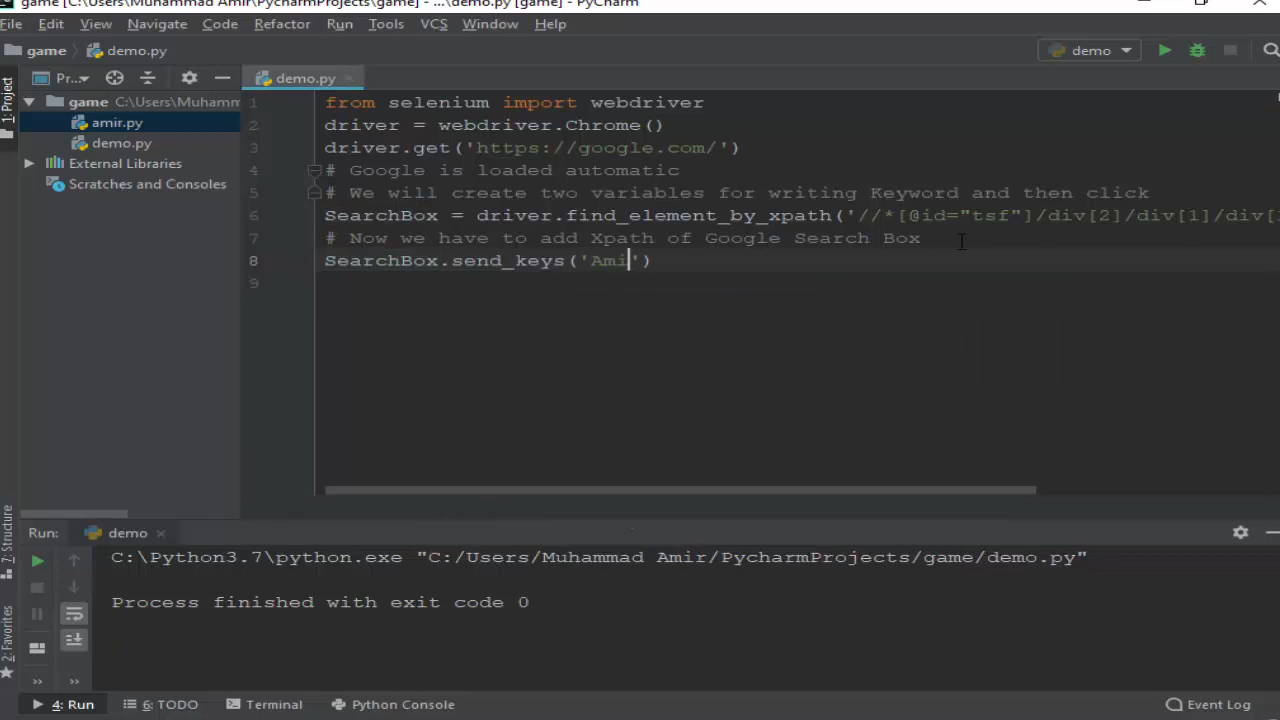 game [C:\Users\Muhammad Amir\PycharmProjects\game] - ...\demo.py [game] - PyCharm
File Edit View Navigate Code Refactor Run Tools VCS Window Help
game demo.py demo
1: Project
Pr... demo.py
game C:\Users\Muhamm
amir.py
demo.py
External Libraries
Scratches and Consoles
1 from selenium import webdriver
2 driver = webdriver.Chrome()
3 driver.get('https://google.com/')
4 # Google is loaded automatic
5 # We will create two variables for writing Keyword and then click
6 SearchBox = driver.find_element_by_xpath('//*[@id="tsf"]/div[2]/div[1]/div[
7 # Now we have to add Xpath of Google Search Box
8 SearchBox.send_keys('Ami')
9
7: Structure
2: Favorites
Run: demo
C:\Python3.7\python.exe "C:/Users/Muhammad Amir/PycharmProjects/game/demo.py"
Process finished with exit code 0
4: Run 6: TODO Terminal Python Console Event Log